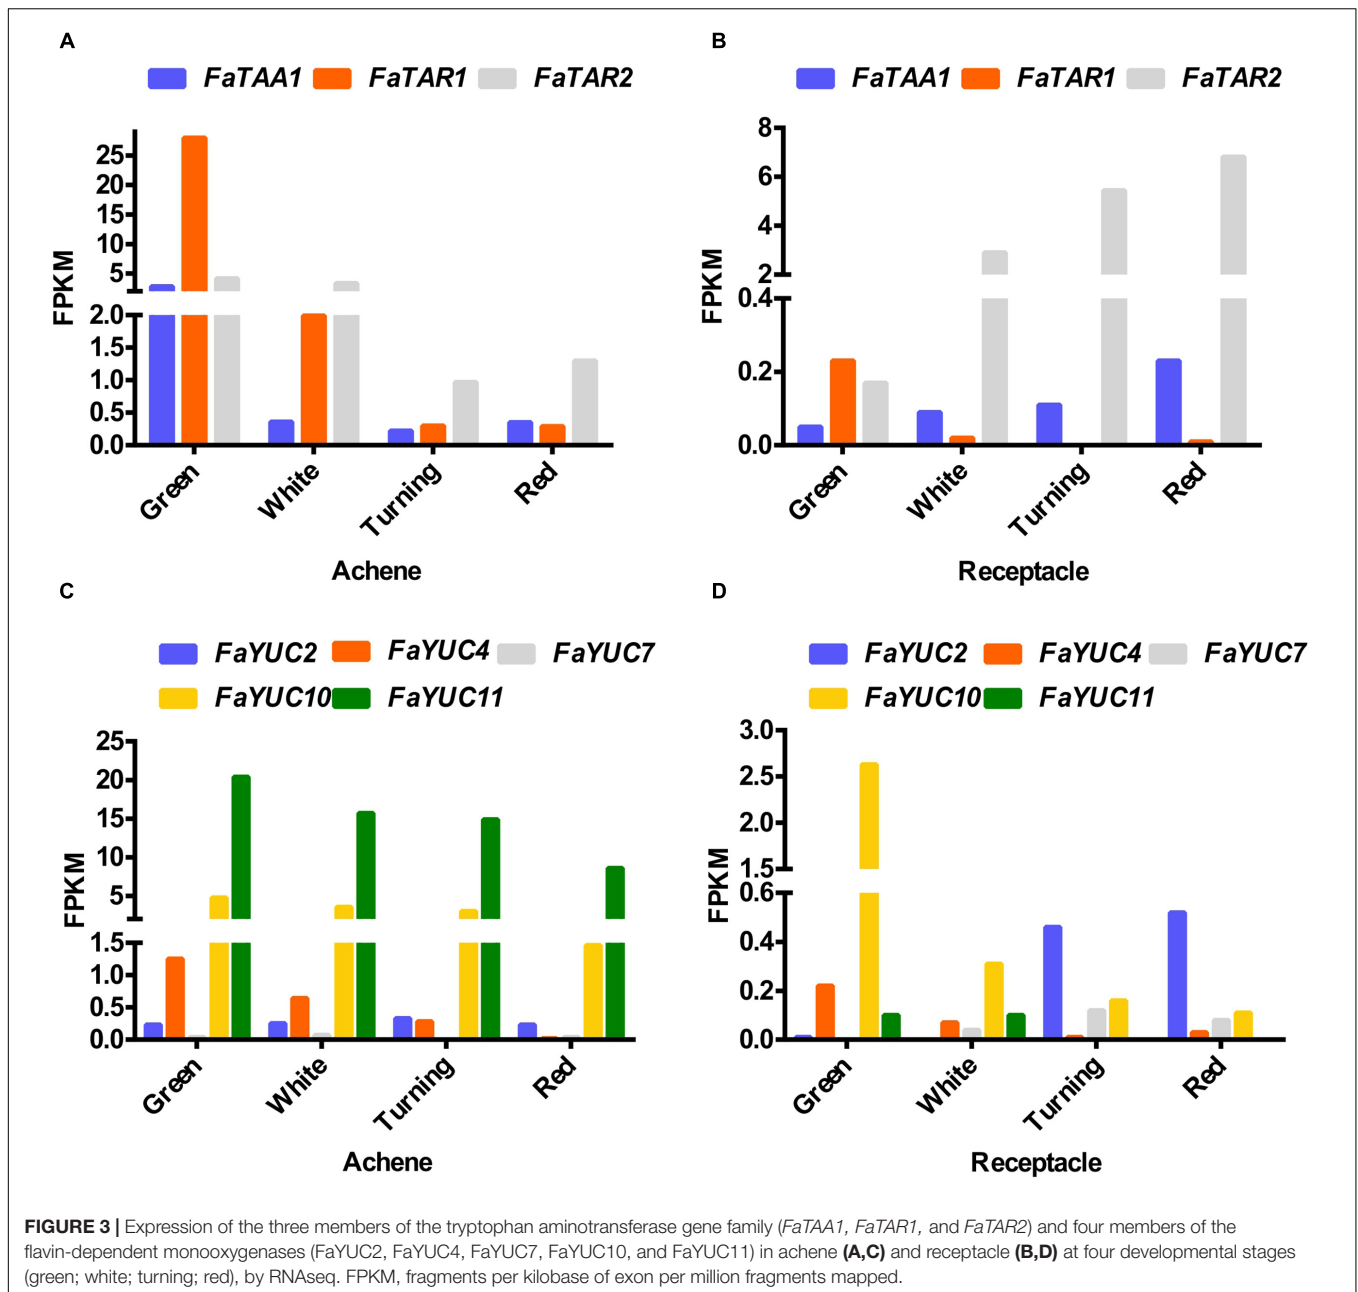 A
FaTAA1 FaTAR1 FaTAR2
25
20
15
10
5
2.0
1.5
1.0
0.5
0.0
FPKM
Green White Turning Red
Achene
B
FaTAA1 FaTAR1 FaTAR2
8
6
4
2
0.4
0.2
0.0
FPKM
Green White Turning Red
Receptacle
C
FaYUC2 FaYUC4 FaYUC7
FaYUC10 FaYUC11
25
20
15
10
5
1.5
1.0
0.5
0.0
FPKM
Green White Turning Red
Achene
D
FaYUC2 FaYUC4 FaYUC7
FaYUC10 FaYUC11
3.0
2.5
2.0
1.5
0.6
0.4
0.2
0.0
FPKM
Green White Turning Red
Receptacle
FIGURE 3 | Expression of the three members of the tryptophan aminotransferase gene family (FaTAA1, FaTAR1, and FaTAR2) and four members of the
flavin-dependent monooxygenases (FaYUC2, FaYUC4, FaYUC7, FaYUC10, and FaYUC11) in achene (A,C) and receptacle (B,D) at four developmental stages
(green; white; turning; red), by RNAseq. FPKM, fragments per kilobase of exon per million fragments mapped.